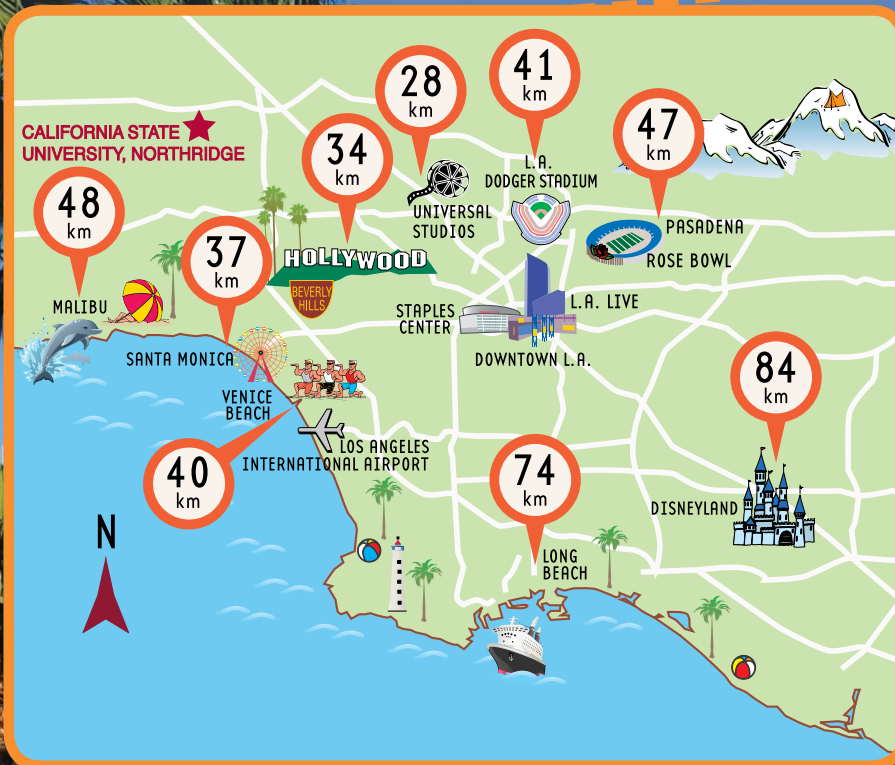 28
km
41
km
47
km
CALIFORNIA STATE
UNIVERSITY, NORTHRIDGE
34
km
48
km
L.A.
DODGER STADIUM
UNIVERSAL
STUDIOS
PASADENA
ROSE BOWL
37
km
HOLLYWOOD
BEVERLY
HILLS
MALIBU
STAPLES
CENTER
L.A. LIVE
SANTA MONICA
DOWNTOWN L.A.
84
km
VENICE
BEACH
LOS ANGELES
INTERNATIONAL AIRPORT
40
km
74
km
DISNEYLAND
N
LONG
BEACH